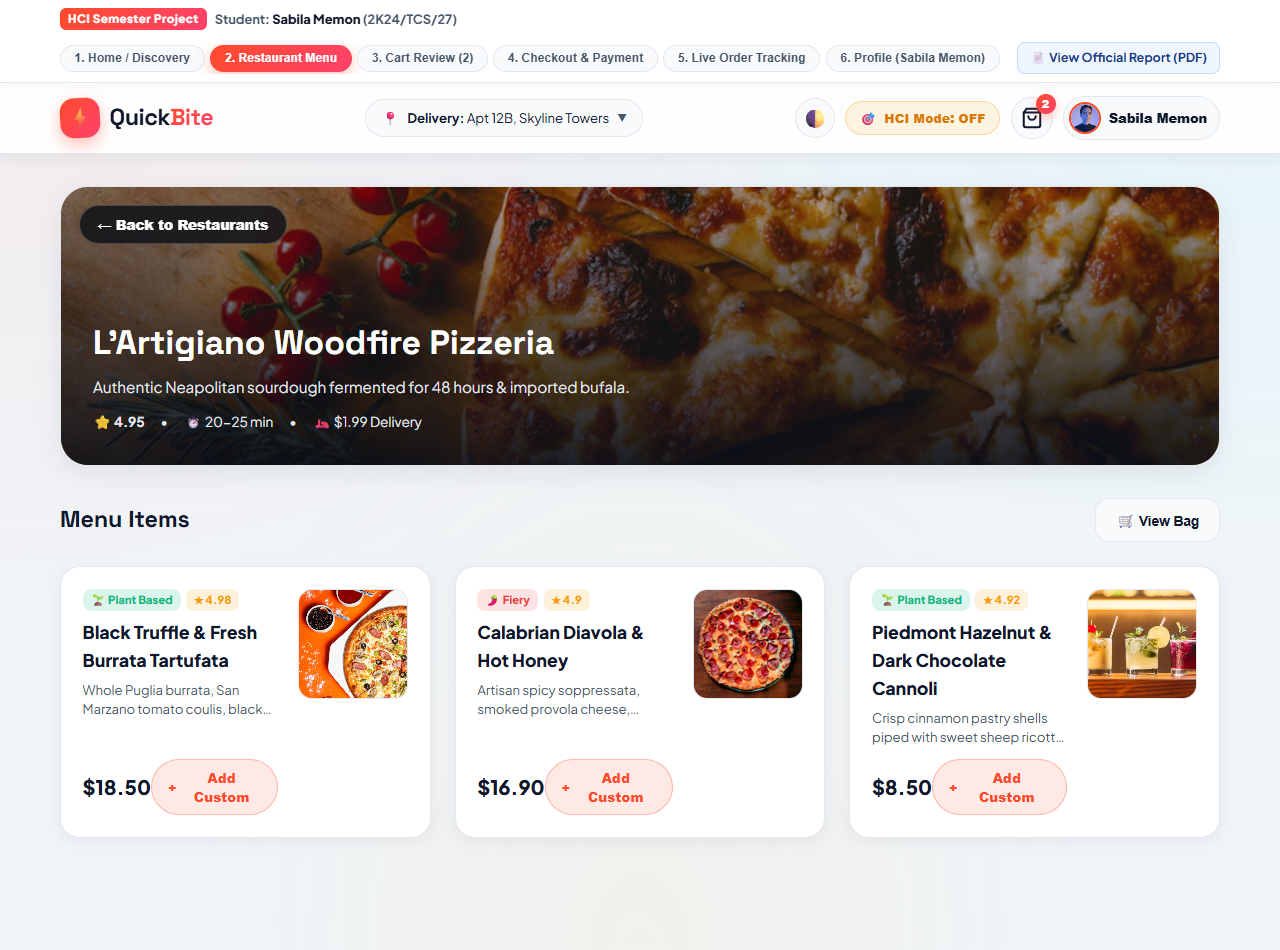 HCI Semester Project Student: Sabila Memon (2K24/TCS/27)
1. Home / Discovery 2. Restaurant Menu 3. Cart Review (2) 4. Checkout & Payment 5. Live Order Tracking 6. Profile (Sabila Memon) View Official Report (PDF)
QuickBite Delivery: Apt 12B, Skyline Towers ▼ HCI Mode: OFF 2 Sabila Memon
← Back to Restaurants
L'Artigiano Woodfire Pizzeria
Authentic Neapolitan sourdough fermented for 48 hours & imported bufala.
⭐ 4.95 • 20–25 min • $1.99 Delivery
Menu Items
View Bag
Plant Based ★ 4.98
Black Truffle & Fresh
Burrata Tartufata
Whole Puglia burrata, San
Marzano tomato coulis, black...
$18.50 + Add
Custom
Fiery ★ 4.9
Calabrian Diavola &
Hot Honey
Artisan spicy soppressata,
smoked provola cheese,...
$16.90 + Add
Custom
Plant Based ★ 4.92
Piedmont Hazelnut &
Dark Chocolate
Cannoli
Crisp cinnamon pastry shells
piped with sweet sheep ricott...
$8.50 + Add
Custom